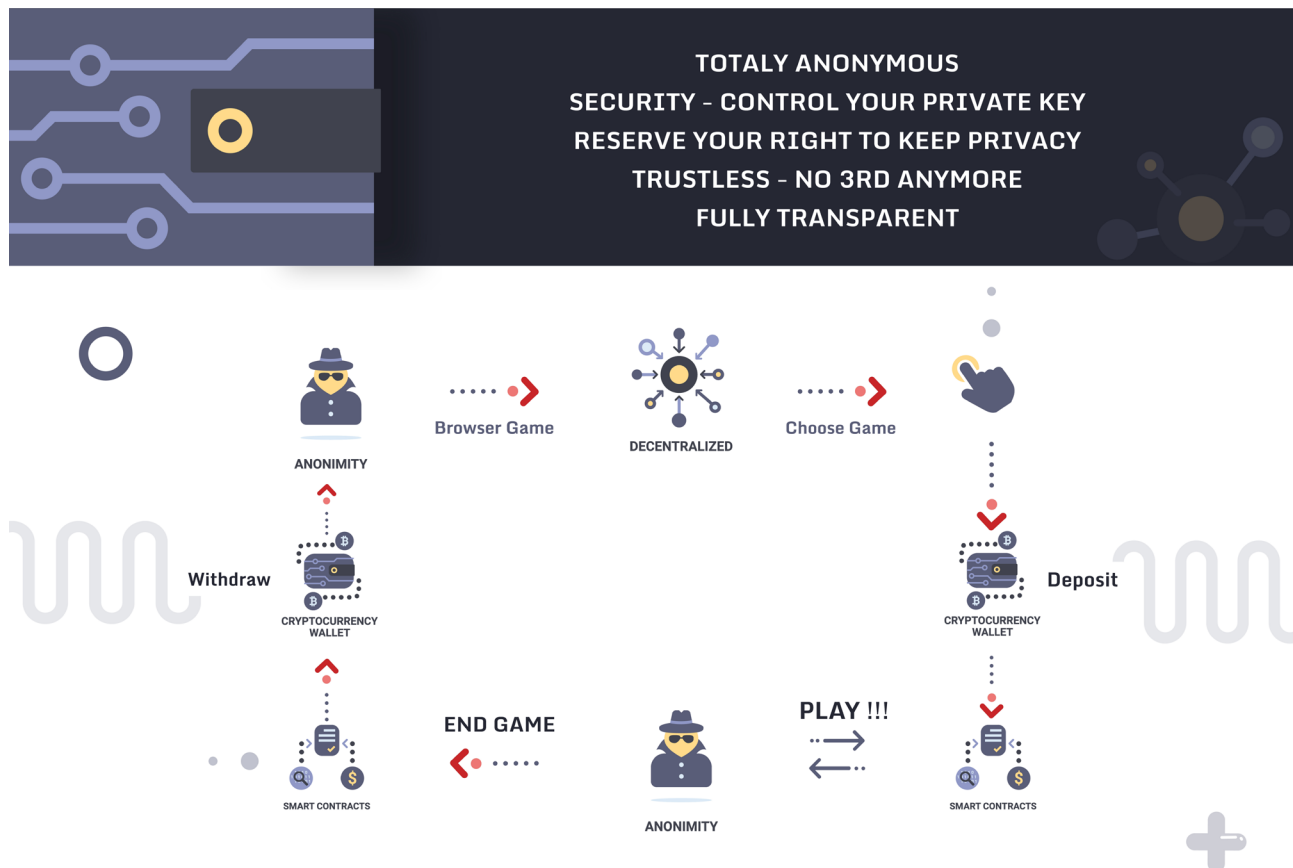 TOTALY ANONYMOUS
SECURITY - CONTROL YOUR PRIVATE KEY
RESERVE YOUR RIGHT TO KEEP PRIVACY
TRUSTLESS - NO 3RD ANYMORE
FULLY TRANSPARENT
Browser Game
Choose Game
ANONIMITY
DECENTRALIZED
Withdraw
CRYPTOCURRENCY
WALLET
Deposit
CRYPTOCURRENCY
WALLET
END GAME
PLAY !!!
SMART CONTRACTS
ANONIMITY
SMART CONTRACTS